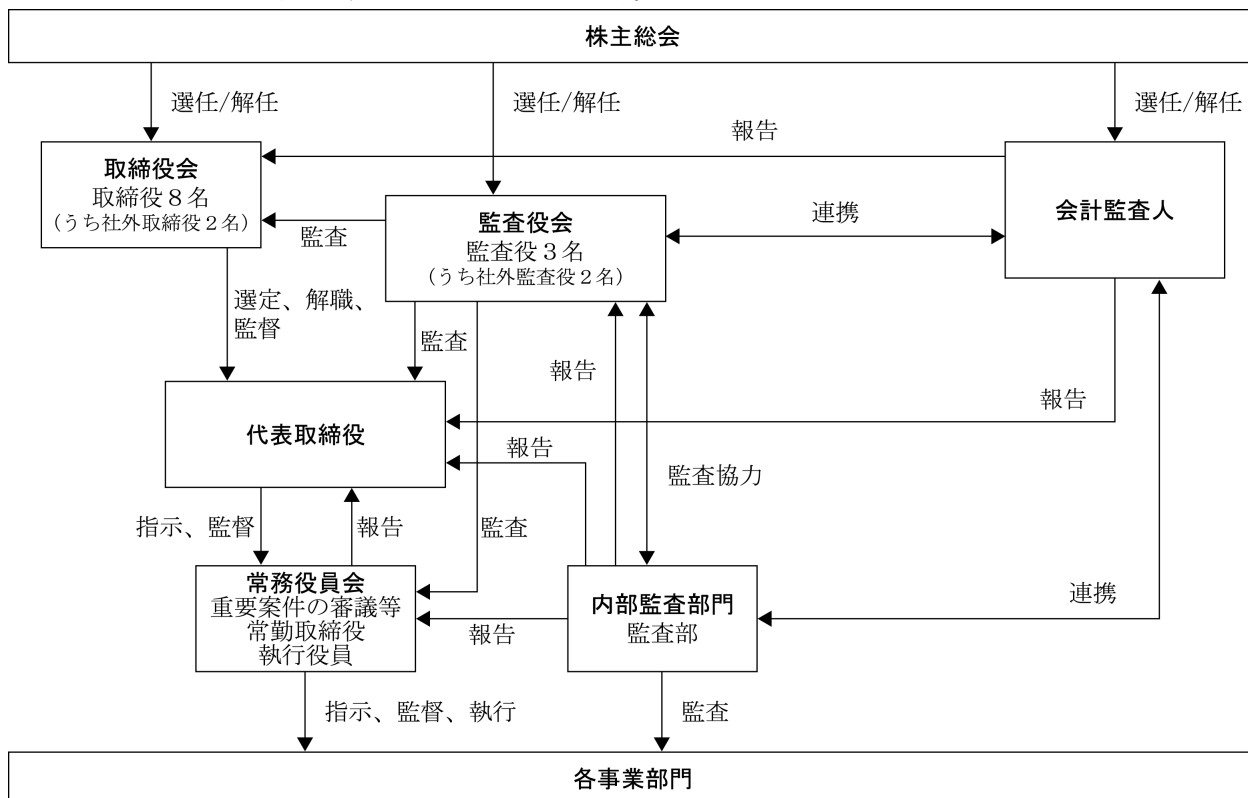 株主総会
選任/解任
選任/解任
選任/解任
報告
取締役会
取締役８名
(うち社外取締役２名)
監査
監査役会
監査役３名
(うち社外監査役２名)
連携
会計監査人
選定、解職、
監督
監査
報告
報告
代表取締役
報告
監査協力
指示、監督
報告
監査
常務役員会
重要案件の審議等
常勤取締役
執行役員
報告
内部監査部門
監査部
連携
指示、監督、執行
監査
各事業部門